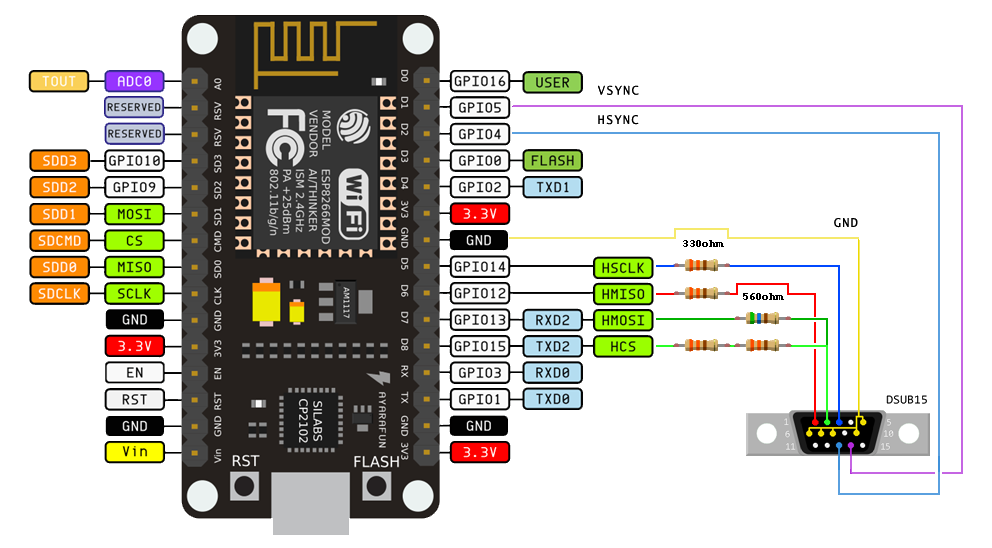 TOUT ADC0 A0 D0 GPIO16 USER
VSYNC
RESERVED RSV D1 GPIO5
HSYNC
RESERVED RSV D2 GPIO4
SDD3 GPIO10 SD3 D3 GPIO0 FLASH
SDD2 GPIO9 SD2 D4 GPIO2 TXD1
SDD1 MOSI SD1 3V3 3.3V
GND
SDCMD CS CMD GND GND
330ohm
SDD0 MISO SD0 D5 GPIO14 HSCLK
SDCLK SCLK CLK D6 GPIO12 HMISO
560ohm
GND GND D7 GPIO13 RXD2 HMOSI
3.3V 3V3 D8 GPIO15 TXD2 HCS
EN EN RX GPIO3 RXD0
RST RST TX GPIO1 TXD0
GND GND GND GND
Vin Vin 3V3 3.3V
MODEL ESP8266MOD
VENDOR AI/THINKER
ISM 2.4GHz
PA +25dBm
802.11b/g/n
FC
Wi Fi
AM1117
SILABS
CP2102
AYARAFUN
RST
FLASH
DSUB15
1 5
6 10
11 15